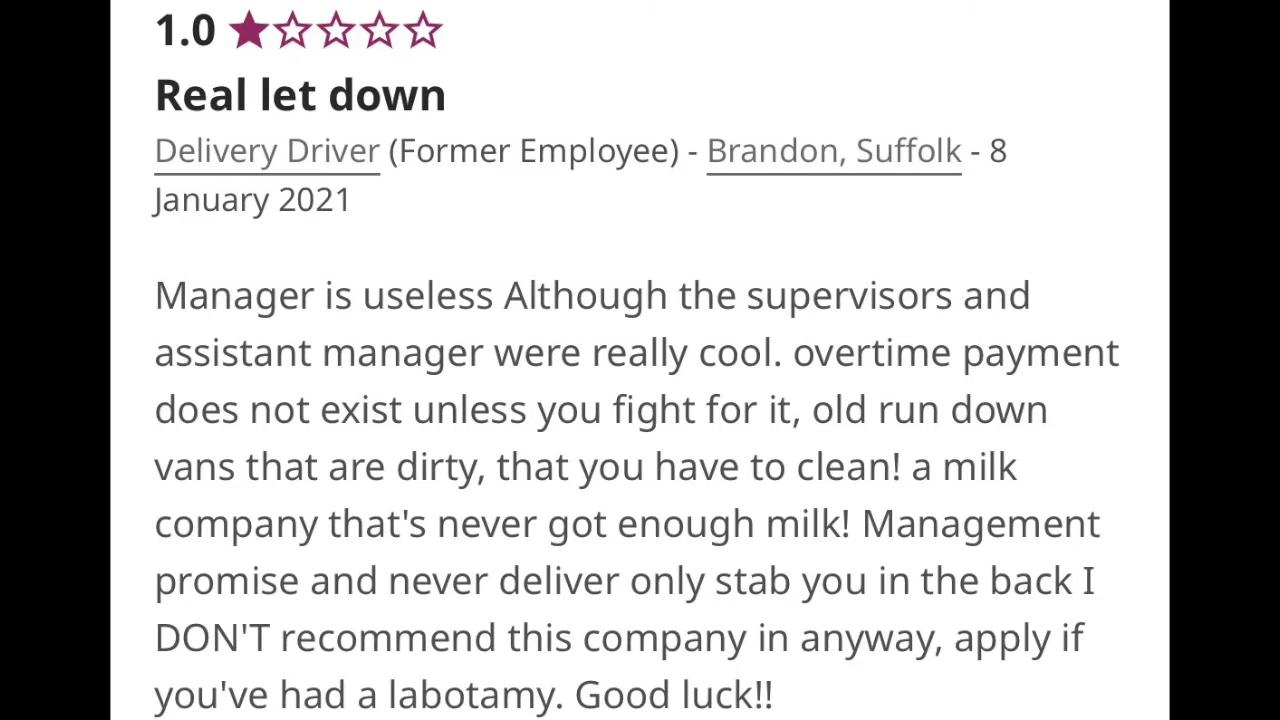 1.0
Real let down
Delivery Driver (Former Employee) - Brandon, Suffolk - 8
January 2021
Manager is useless Although the supervisors and
assistant manager were really cool. overtime payment
does not exist unless you fight for it, old run down
vans that are dirty, that you have to clean! a milk
company that's never got enough milk! Management
promise and never deliver only stab you in the back I
DON'T recommend this company in anyway, apply if
you've had a labotamy. Good luck!!